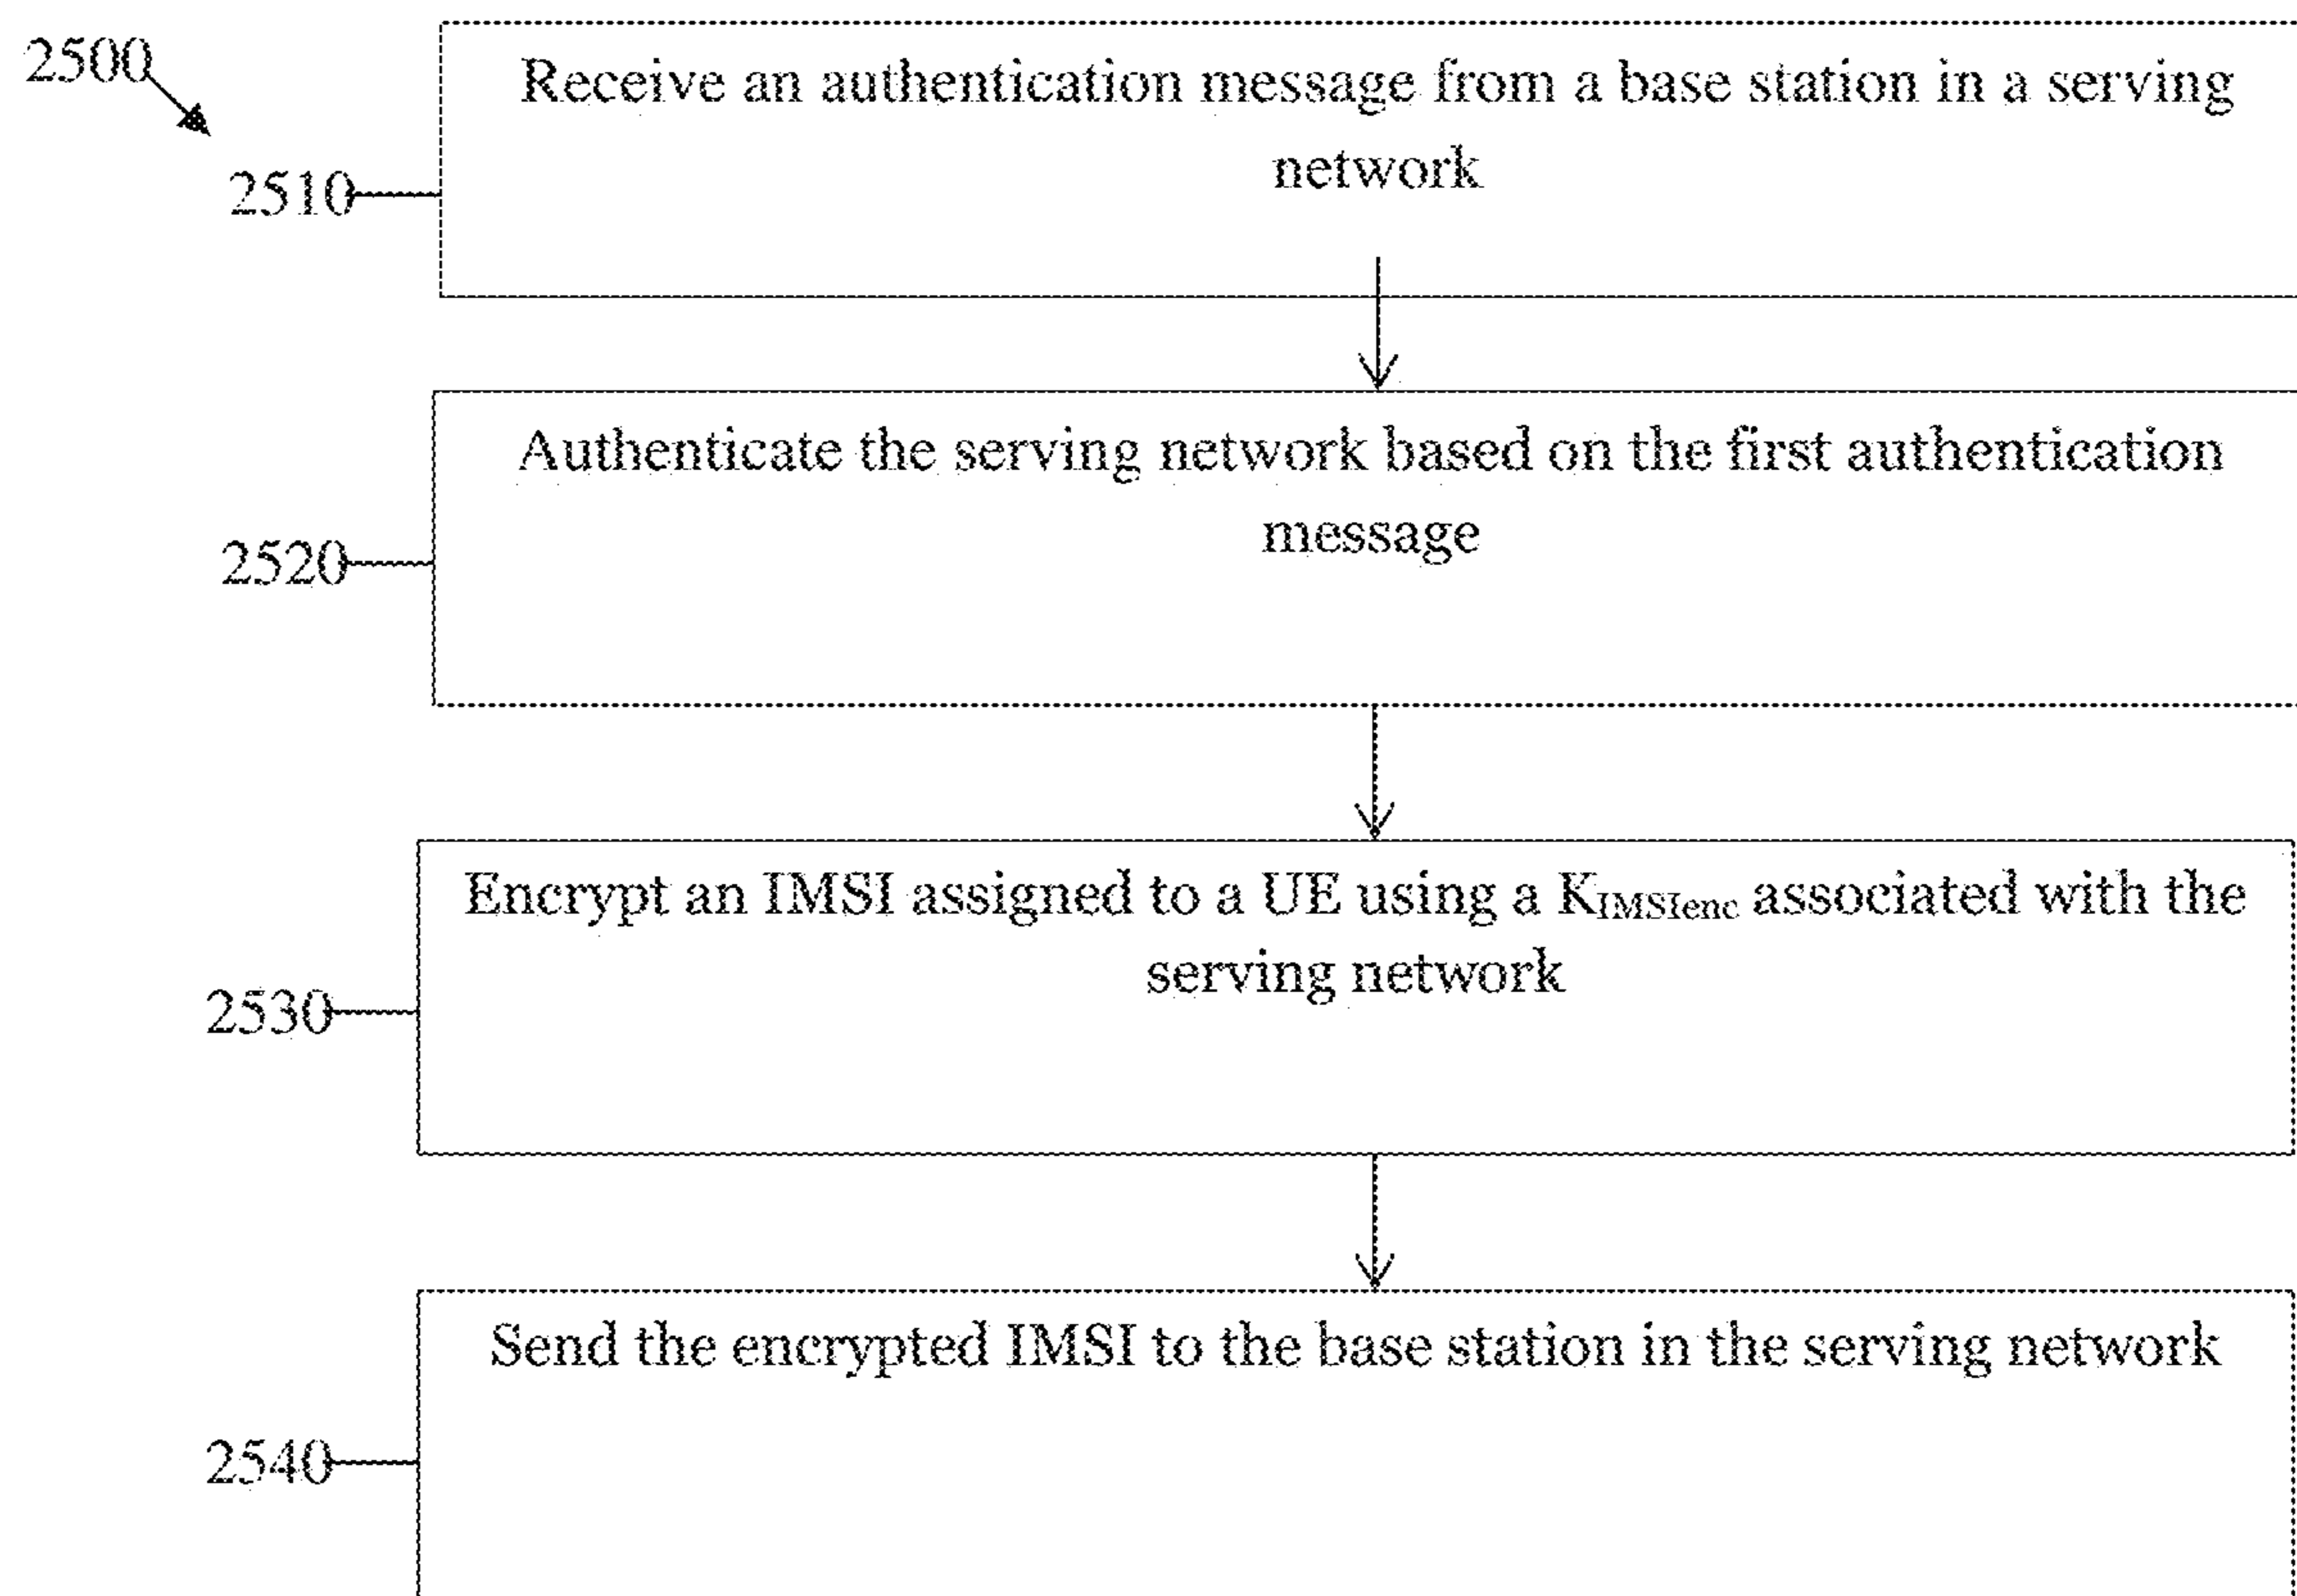 2500
Receive an authentication message from a base station in a serving
network
2510
Authenticate the serving network based on the first authentication
message
2520
Encrypt an IMSI assigned to a UE using a KIMSIenc associated with the
serving network
2530
Send the encrypted IMSI to the base station in the serving network
2540